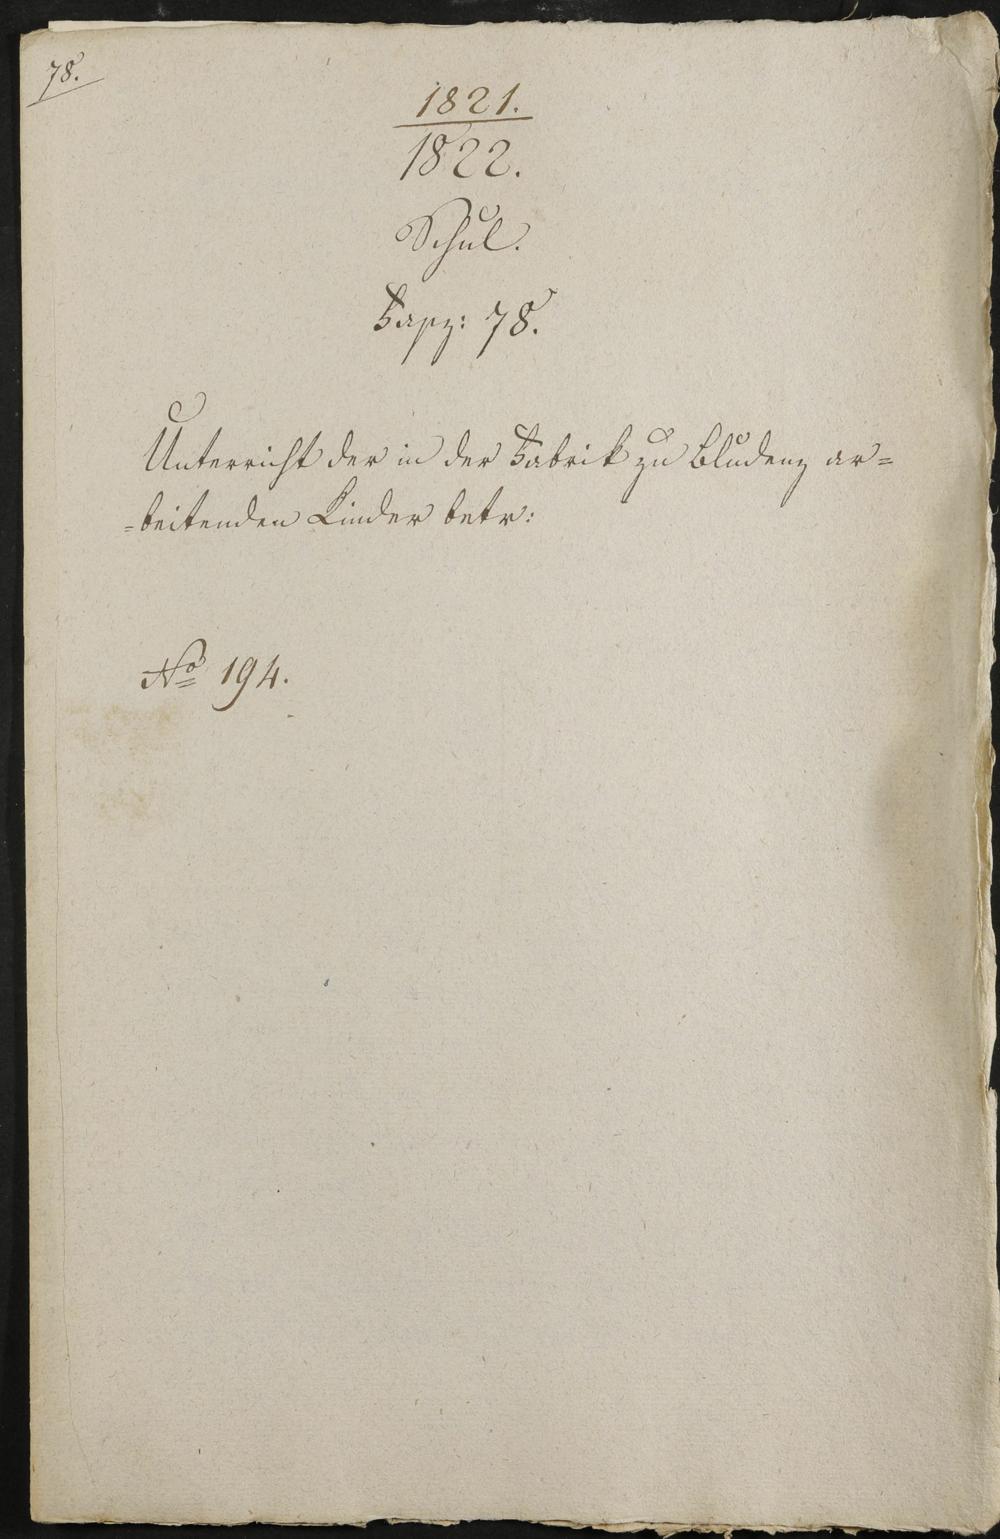 78.
1821.
1822.
Schul.
Fasz: 78.
Unterricht der in der Fabrik zu Bludenz ar=
=beitenden Kinder betr:
No 194.